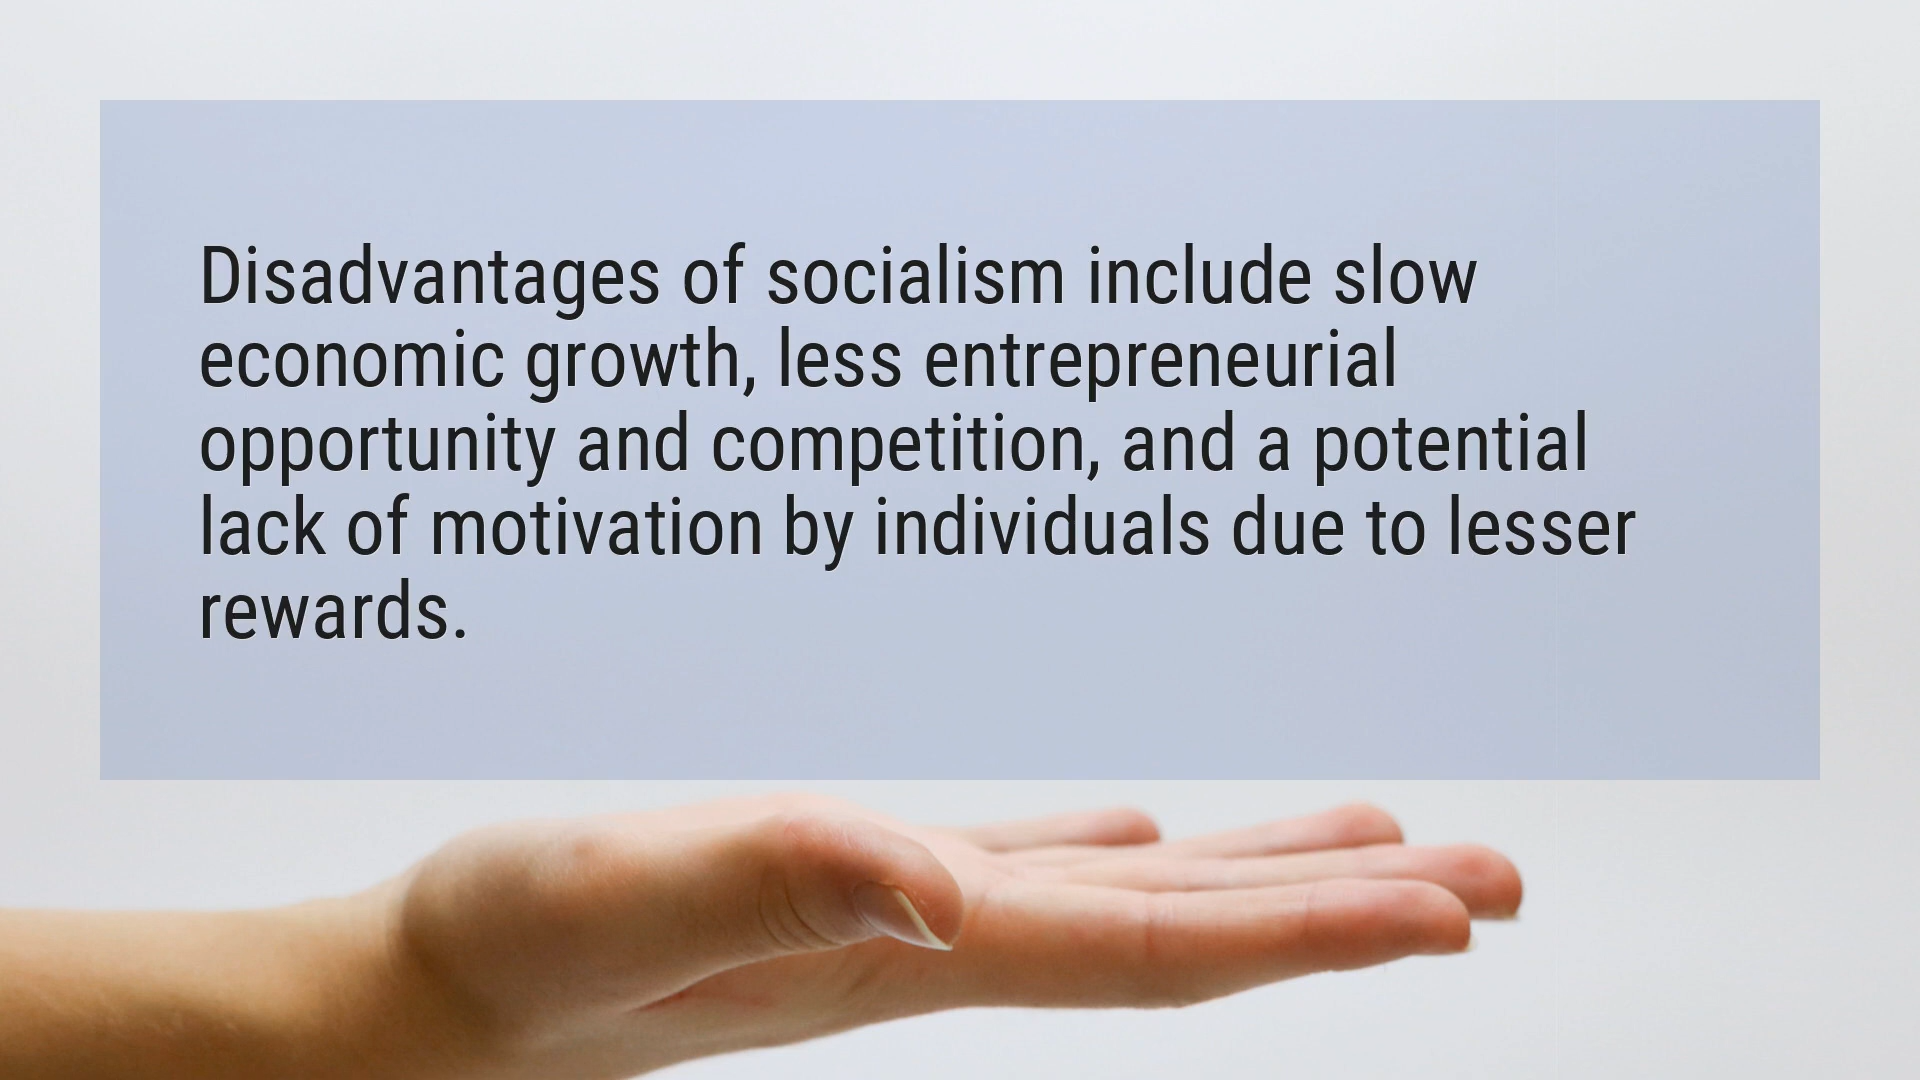 Disadvantages of socialism include slow
economic growth, less entrepreneurial
opportunity and competition, and a potential
lack of motivation by individuals due to lesser
rewards.